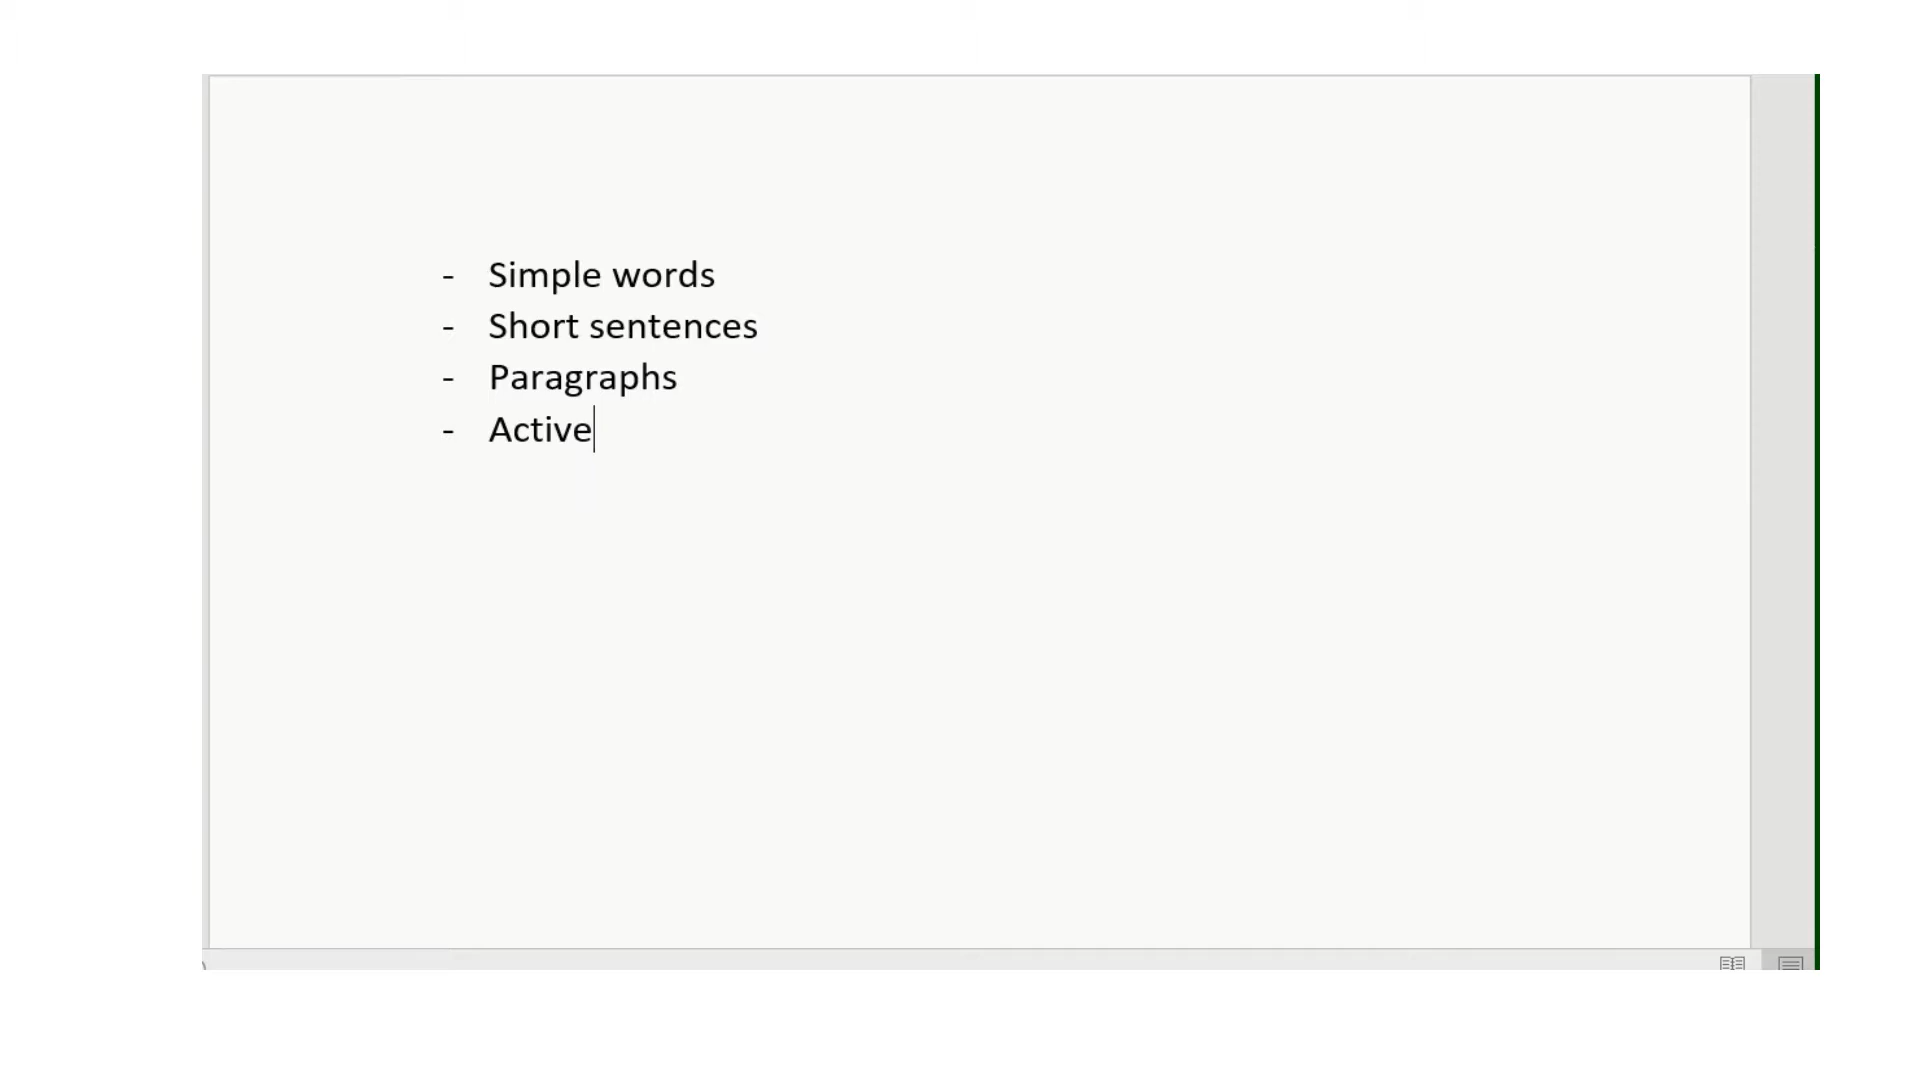 - Simple words
- Short sentences
- Paragraphs
- Active